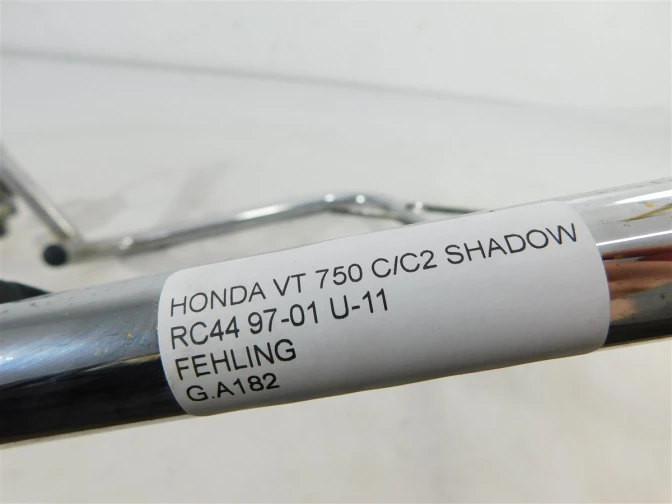 HONDA VT 750 C/C2 SHADOW
RC44 97-01 U-11
FEHLING
G.A182